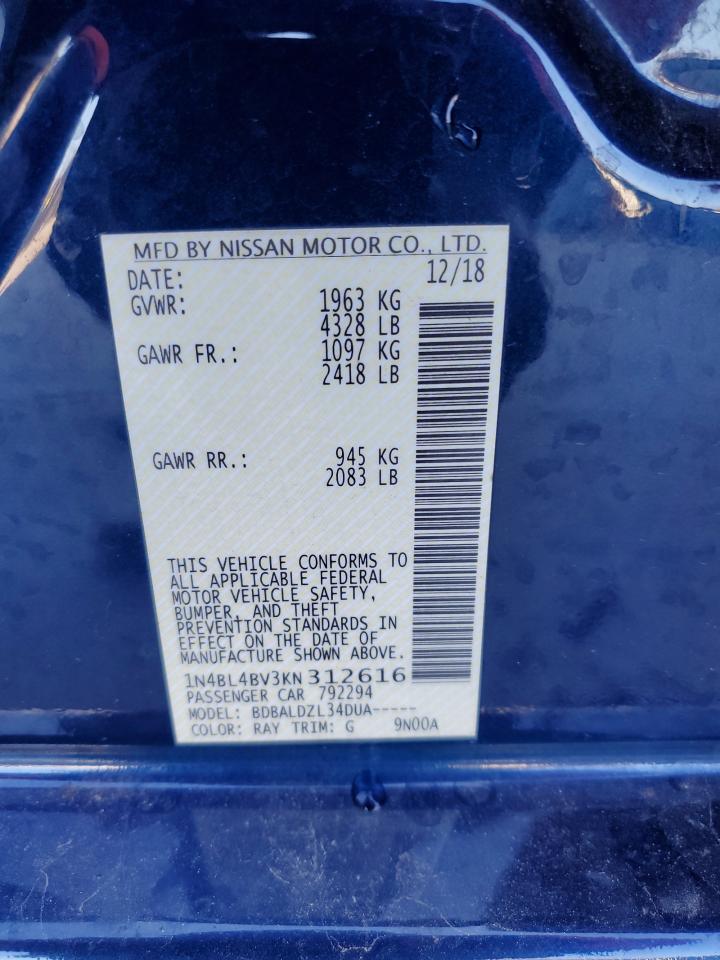 MFD BY NISSAN MOTOR CO., LTD.
DATE: 12/18
GVWR: 1963 KG
4328 LB
GAWR FR.: 1097 KG
2418 LB
GAWR RR.: 945 KG
2083 LB
THIS VEHICLE CONFORMS TO
ALL APPLICABLE FEDERAL
MOTOR VEHICLE SAFETY,
BUMPER, AND THEFT
PREVENTION STANDARDS IN
EFFECT ON THE DATE OF
MANUFACTURE SHOWN ABOVE.
1N4BL4BV3KN312616
PASSENGER CAR 792294
MODEL: BDBALDZL34DUA-----
COLOR: RAY TRIM: G 9N00A